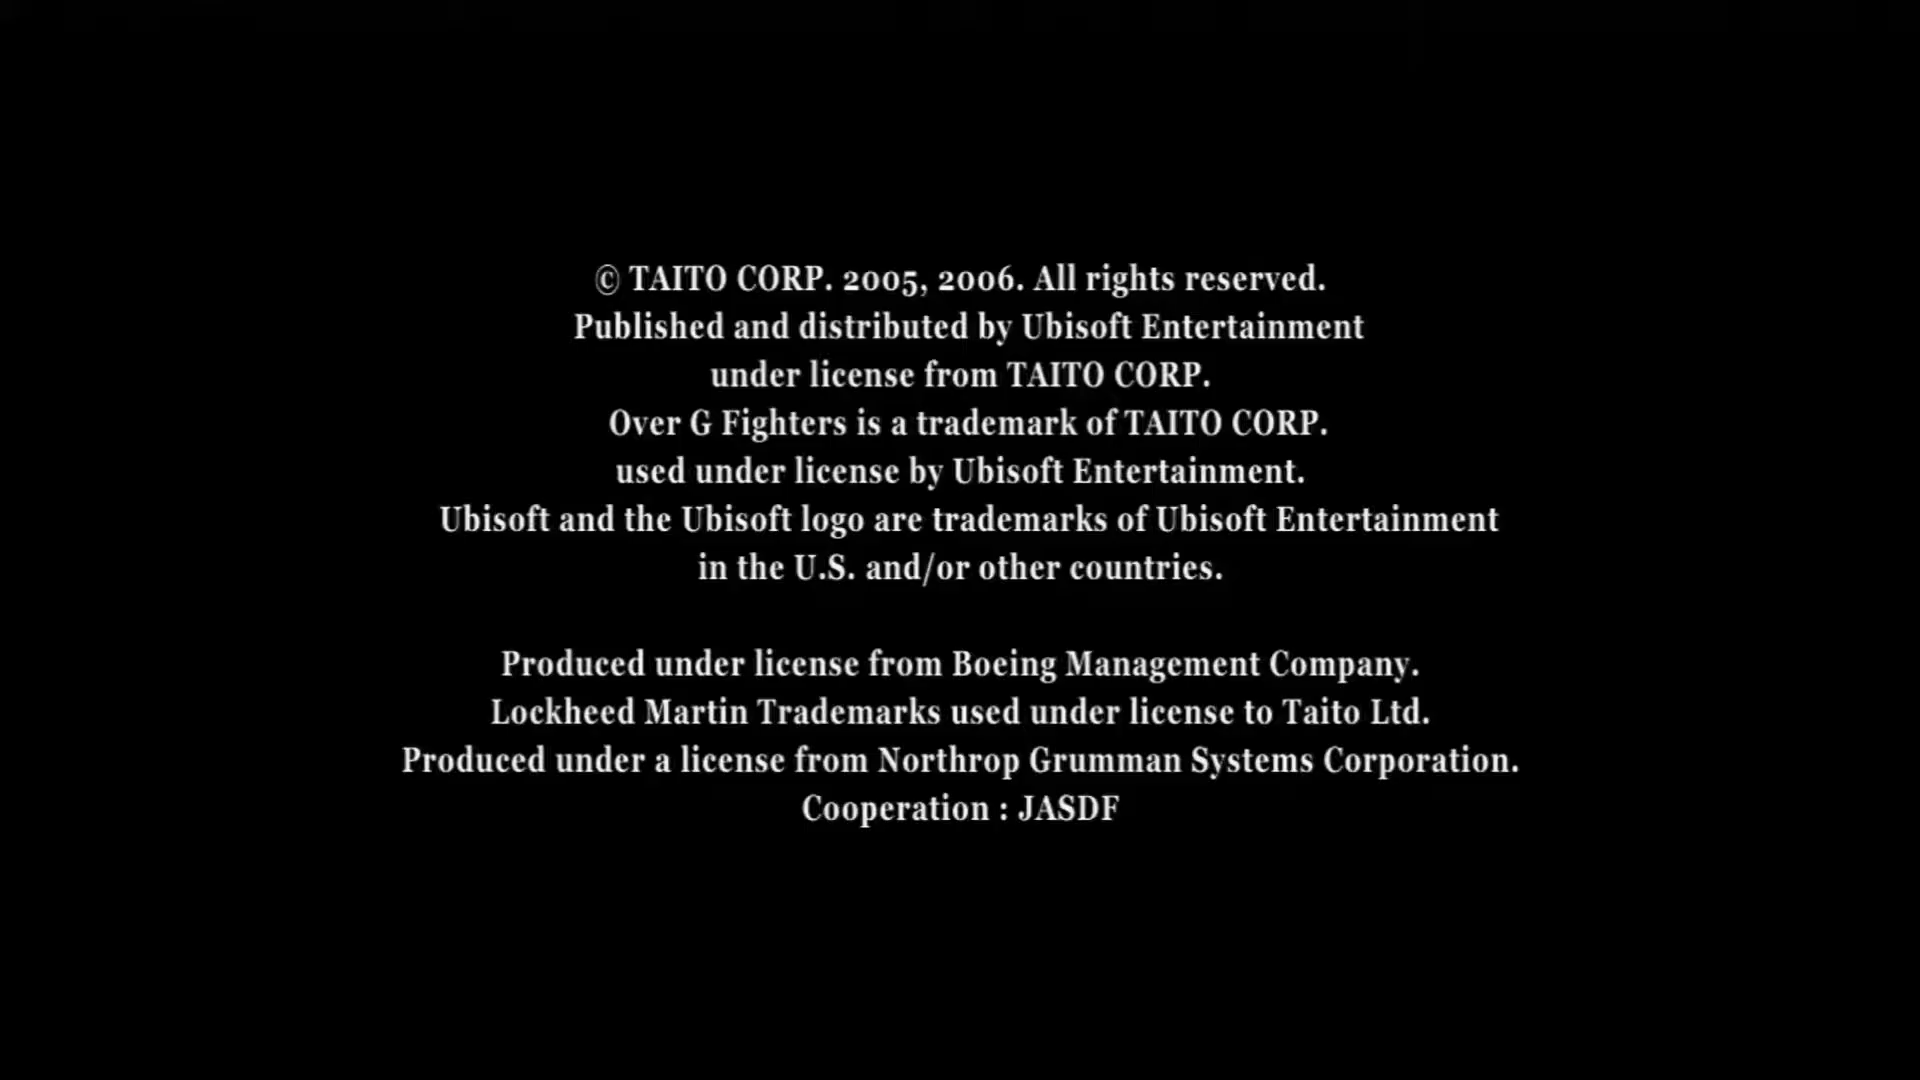 © TAITO CORP. 2005, 2006. All rights reserved.
Published and distributed by Ubisoft Entertainment
under license from TAITO CORP.
Over G Fighters is a trademark of TAITO CORP.
used under license by Ubisoft Entertainment.
Ubisoft and the Ubisoft logo are trademarks of Ubisoft Entertainment
in the U.S. and/or other countries.
Produced under license from Boeing Management Company.
Lockheed Martin Trademarks used under license to Taito Ltd.
Produced under a license from Northrop Grumman Systems Corporation.
Cooperation : JASDF